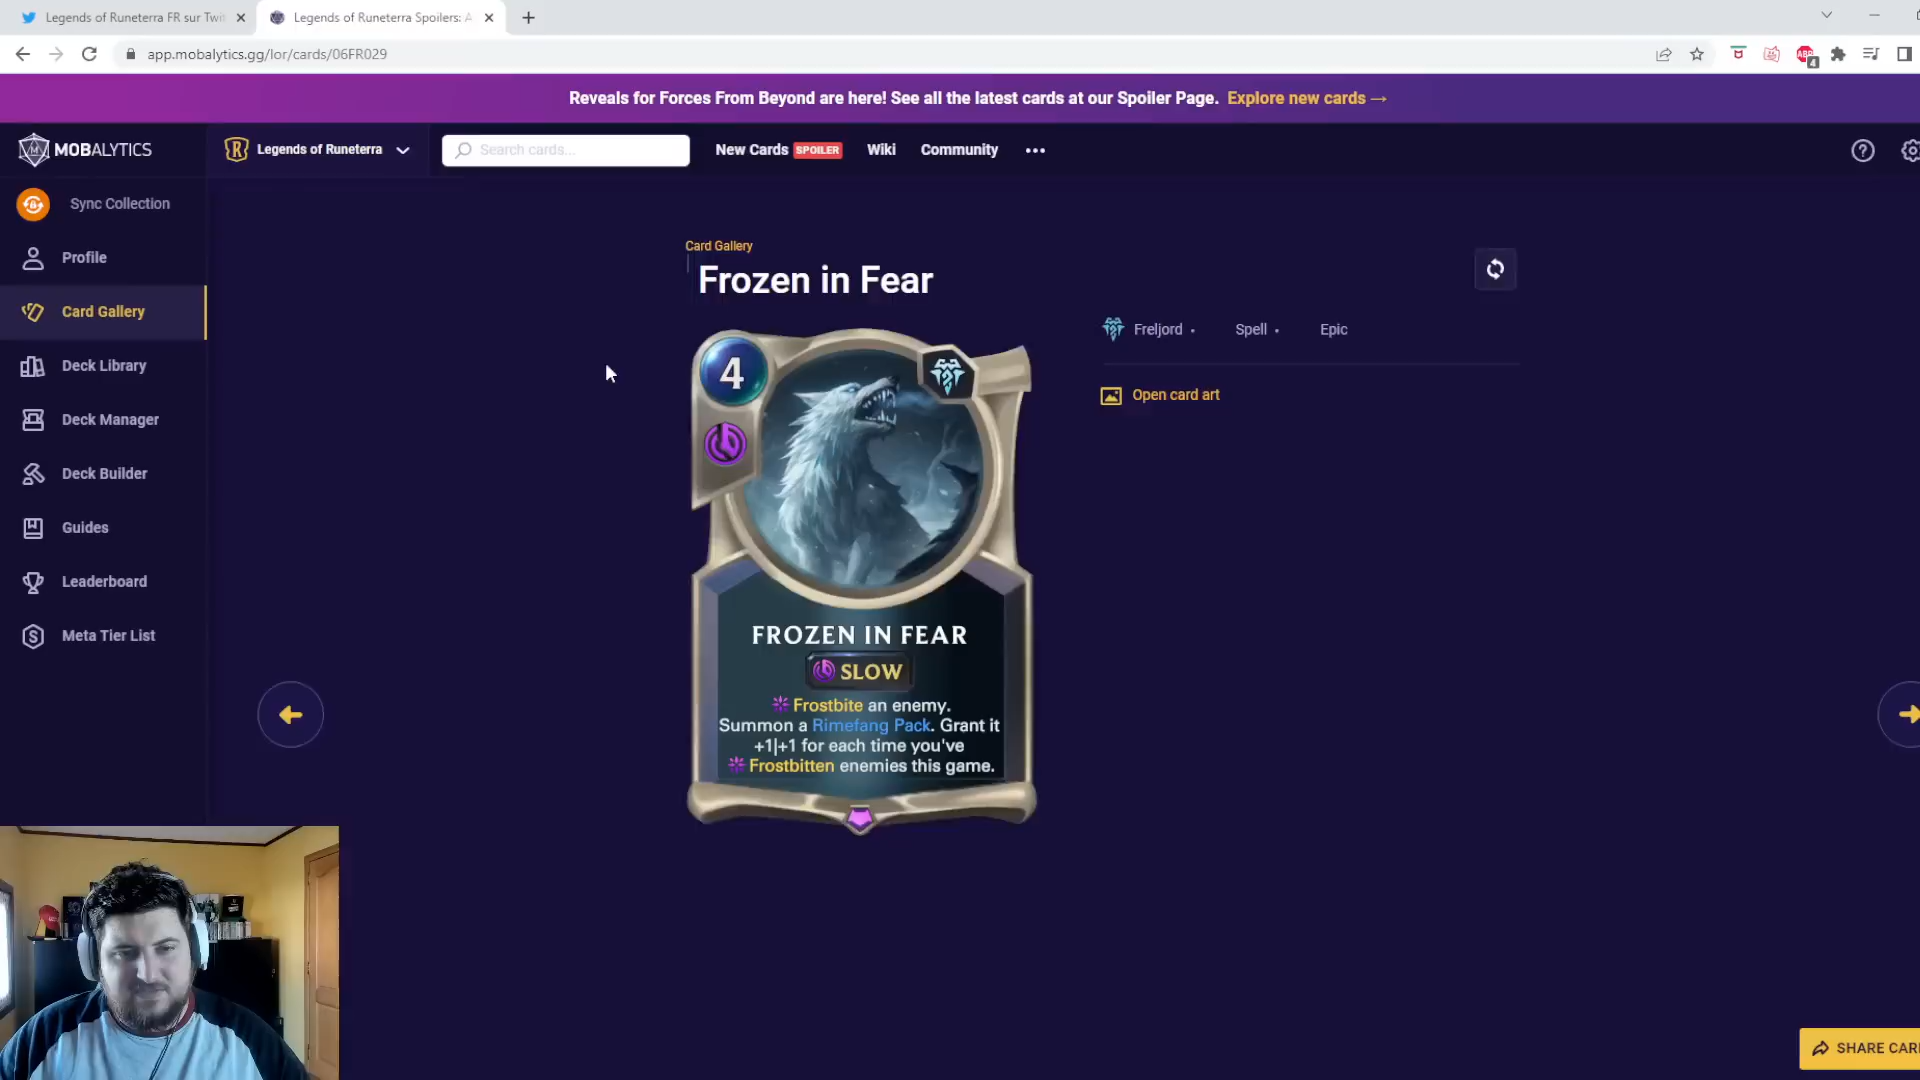 Legends of Runeterra FR sur Twi
Legends of Runeterra Spoilers: A
app.mobalytics.gg/lor/cards/06FR029
ABP
4
Reveals for Forces From Beyond are here! See all the latest cards at our Spoiler Page. Explore new cards →
MOBALYTICS
Legends of Runeterra
Search cards...
New Cards SPOILER
Wiki
Community
Sync Collection
Profile
Card Gallery
Deck Library
Deck Manager
Deck Builder
Guides
Leaderboard
Meta Tier List
Card Gallery
Frozen in Fear
Freljord • Spell • Epic
Open card art
4
FROZEN IN FEAR
SLOW
Frostbite an enemy.
Summon a Rimefang Pack. Grant it
+1|+1 for each time you've
Frostbitten enemies this game.
SHARE CAR